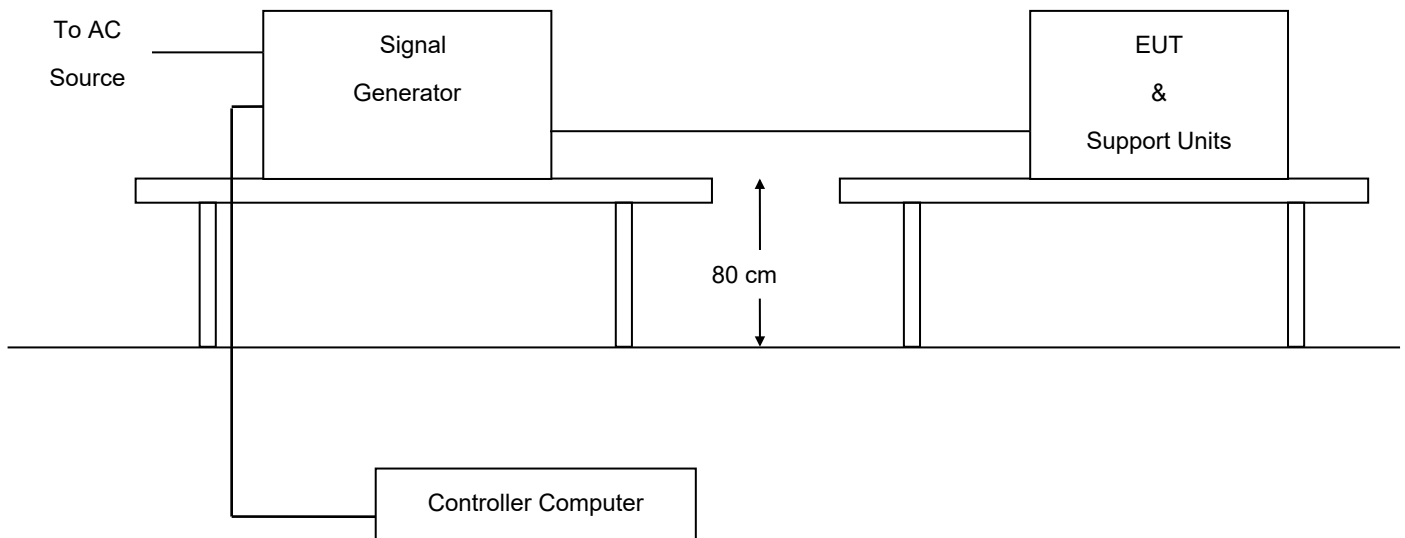 To AC
Source
Signal
Generator
EUT
&
Support Units
80 cm
Controller Computer